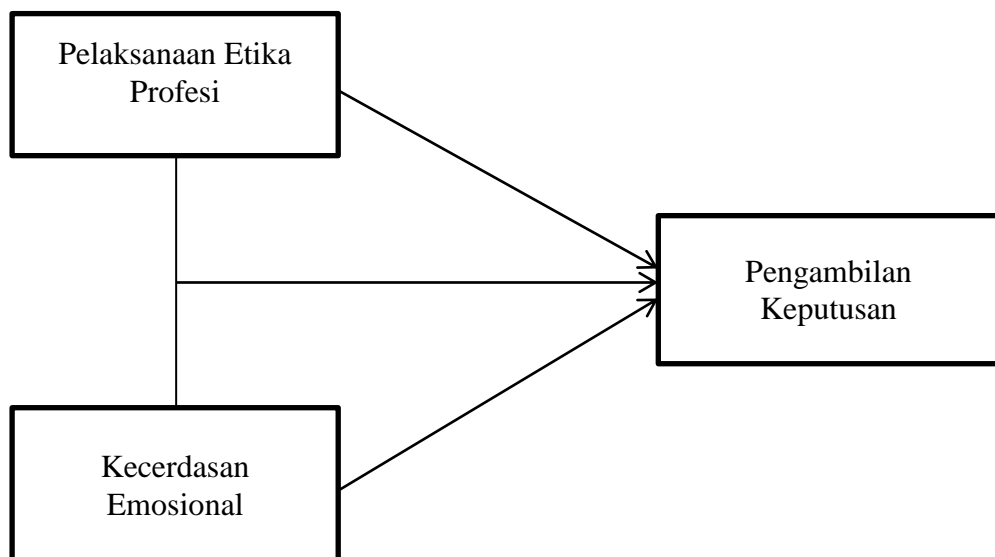 Pelaksanaan Etika
Profesi
Pengambilan
Keputusan
Kecerdasan
Emosional